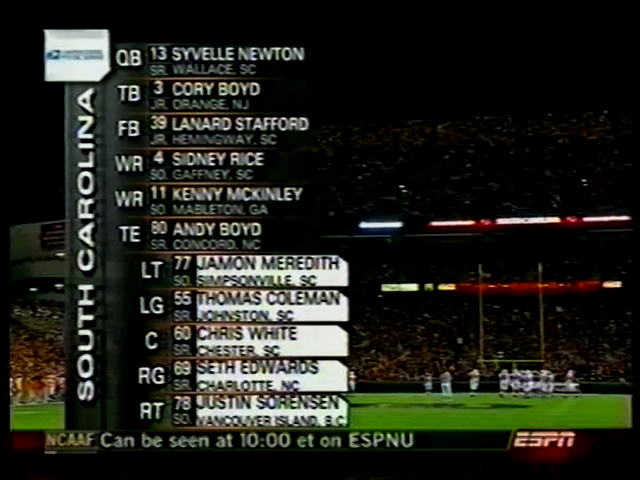 SOUTH CAROLINA
QB 13 SYVELLE NEWTON
SR. WALLACE, SC
TB 3 CORY BOYD
JR. ORANGE, NJ
FB 39 LANARD STAFFORD
JR. HEMINGWAY, SC
WR 4 SIDNEY RICE
SO. GAFFNEY, SC
WR 11 KENNY MCKINLEY
SO. MABLETON, GA
TE 80 ANDY BOYD
SR. CONCORD, NC
LT 77 JAMON MEREDITH
SO. SIMPSONVILLE, SC
LG 55 THOMAS COLEMAN
SR. JOHNSTON, SC
C 60 CHRIS WHITE
SR. CHESTER, SC
RG 69 SETH EDWARDS
SR. CHARLOTTE, NC
RT 78 JUSTIN SORENSEN
SO. VANCOUVER ISLAND, B.C.
NCAAF Can be seen at 10:00 et on ESPNU ESPN